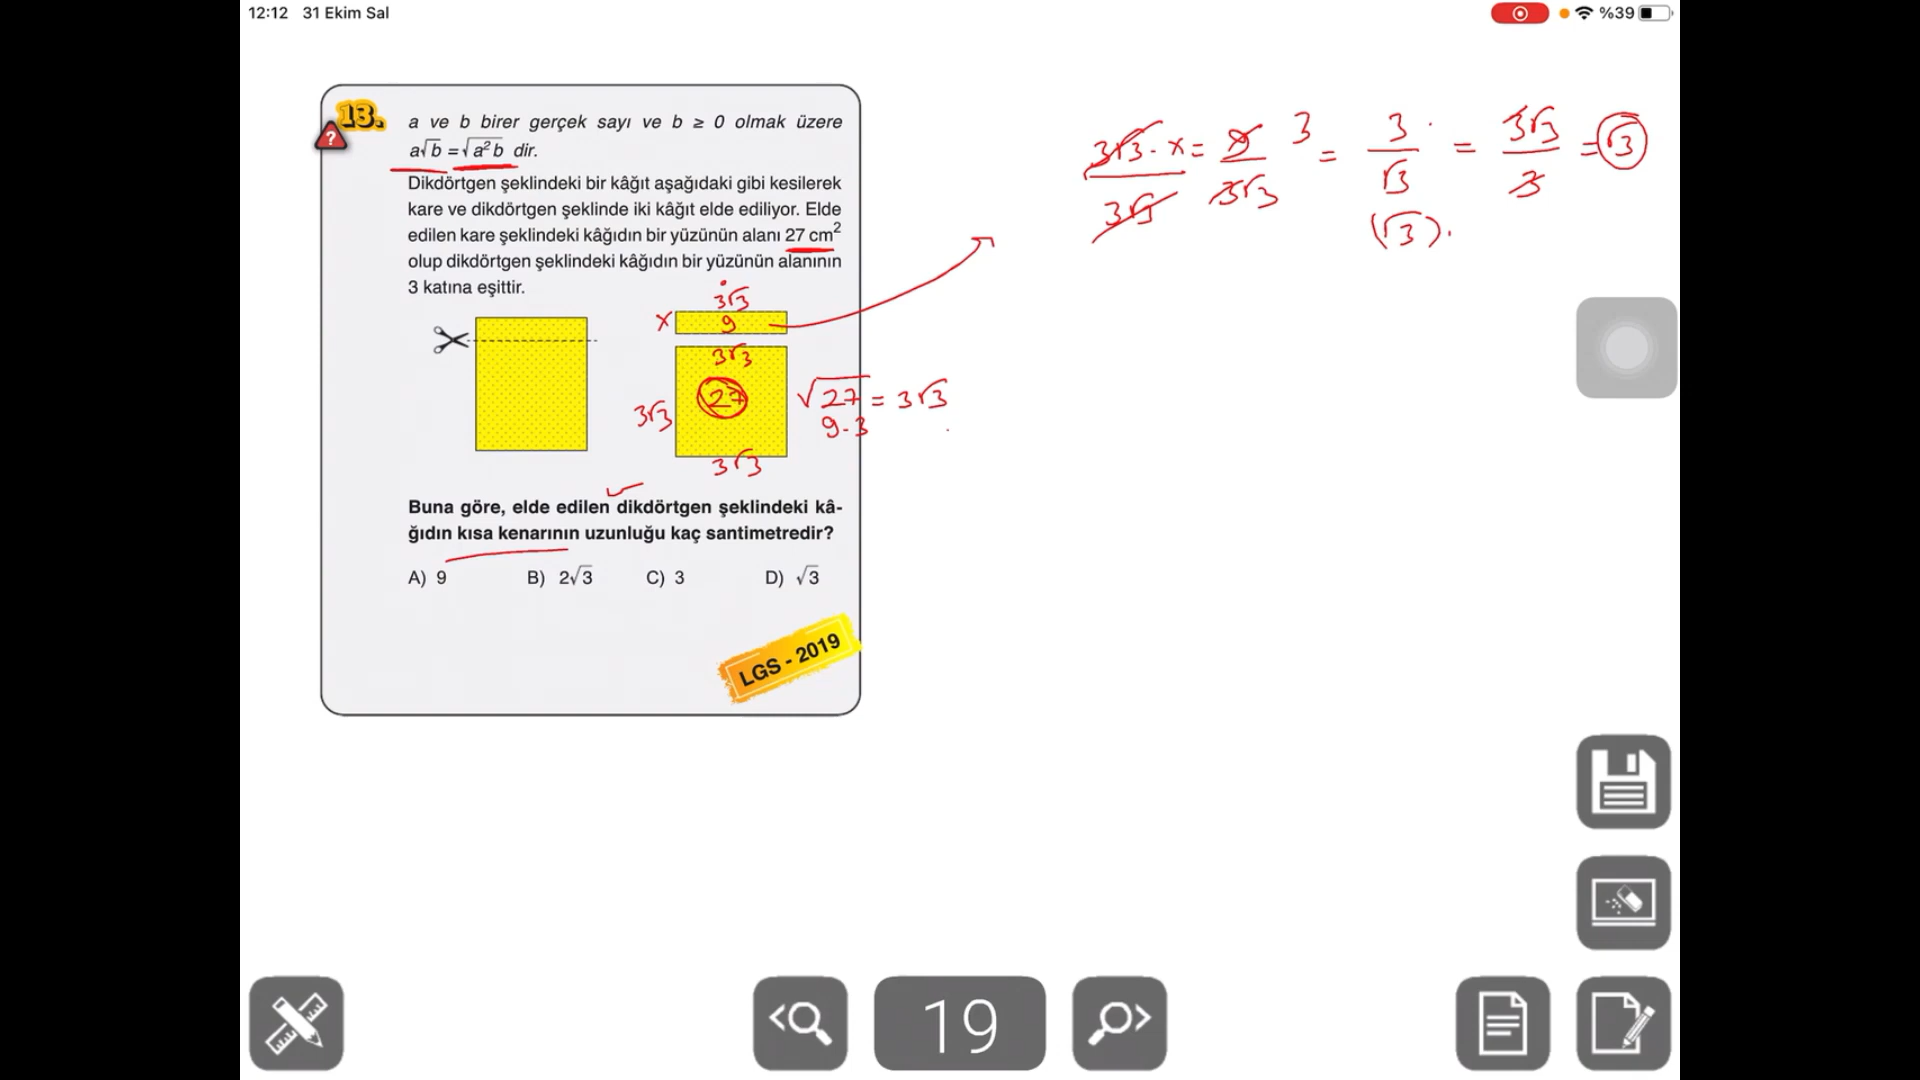 12:12 31 Ekim Sal
%39
13.
a ve b birer gerçek sayı ve b ≥ 0 olmak üzere
a√b = √a²b dir.
Dikdörtgen şeklindeki bir kâğıt aşağıdaki gibi kesilerek
kare ve dikdörtgen şeklinde iki kâğıt elde ediliyor. Elde
edilen kare şeklindeki kâğıdın bir yüzünün alanı 27 cm²
olup dikdörtgen şeklindeki kâğıdın bir yüzünün alanının
3 katına eşittir.
3√3
x 9
3√3
3√3 27 √27 = 3√3
9.3
3√3
Buna göre, elde edilen dikdörtgen şeklindeki kâ-
ğıdın kısa kenarının uzunluğu kaç santimetredir?
A) 9 B) 2√3 C) 3 D) √3
LGS - 2019
3√3 . x = 9 3 = 3 = 3√3 = √3
3√3 3√3 √3 3
(√3).
19